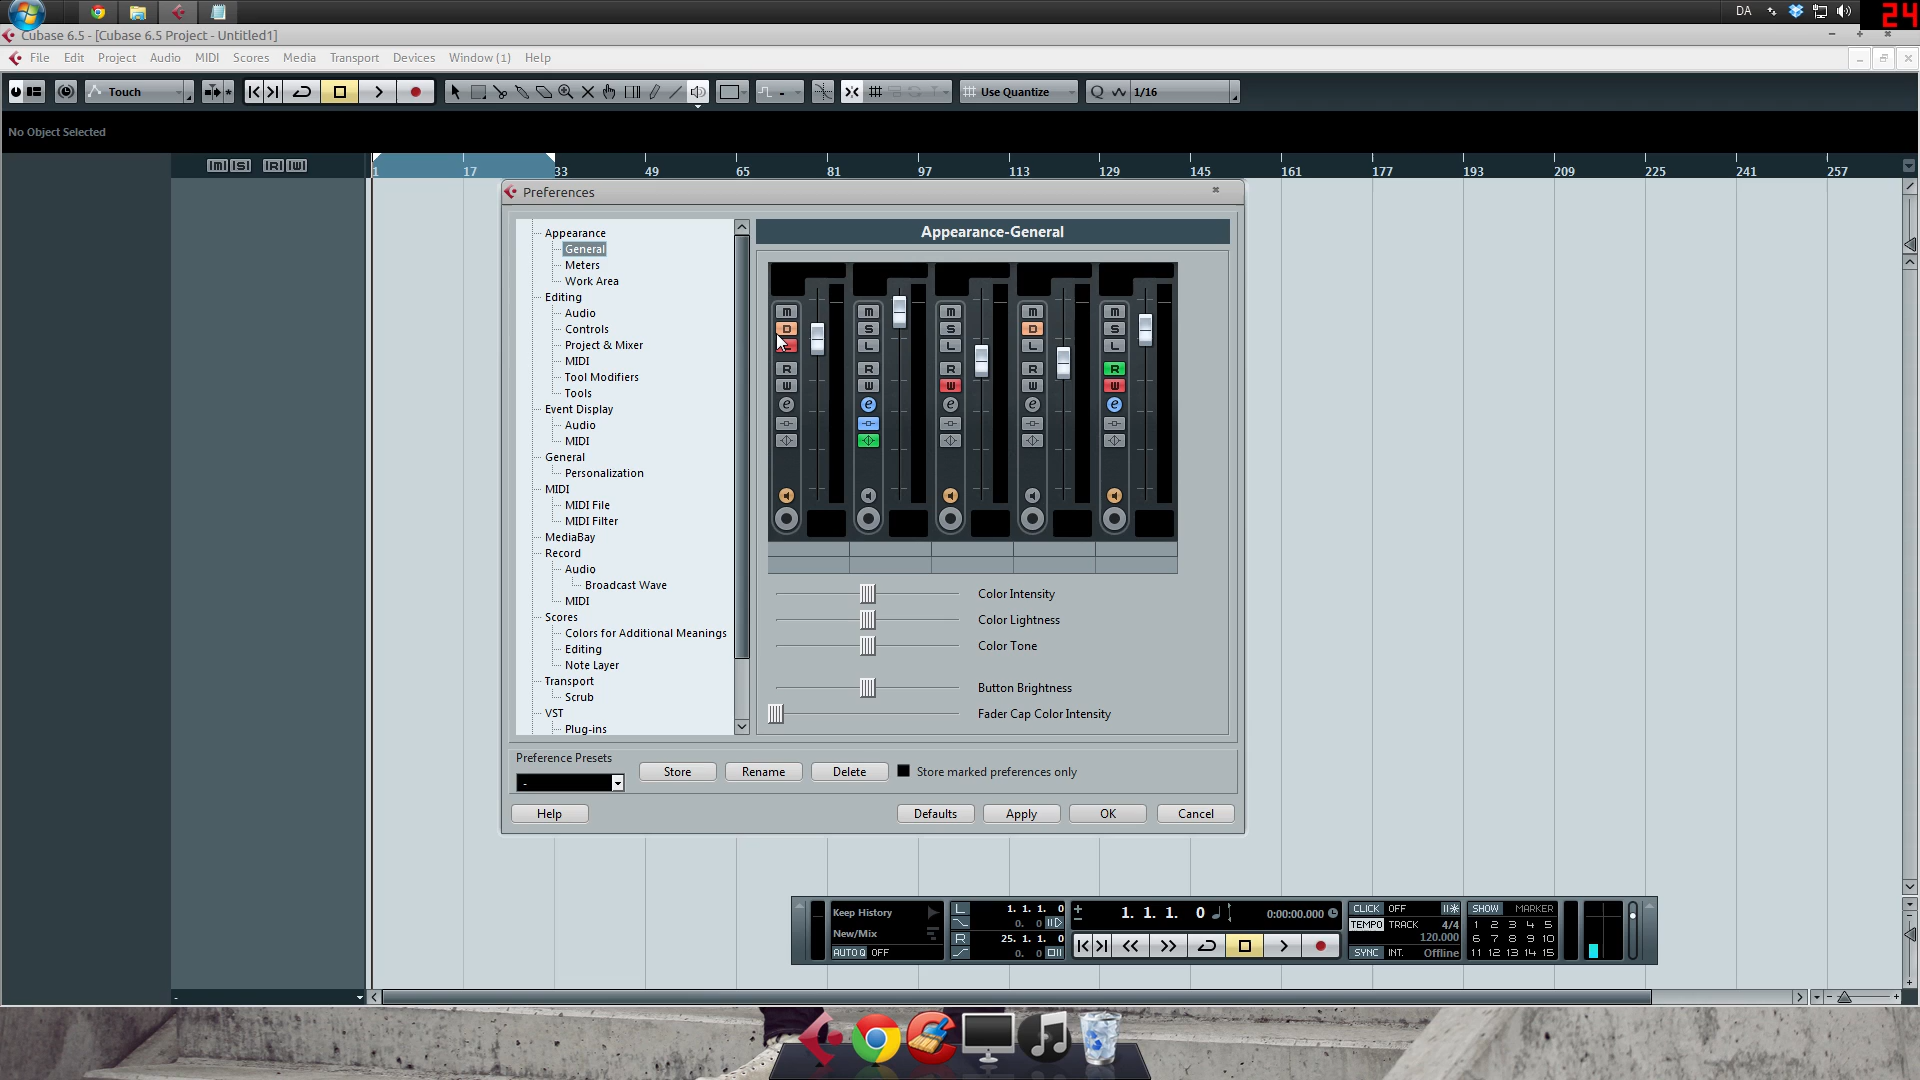 DA
24
Cubase 6.5 - [Cubase 6.5 Project - Untitled1]
File Edit Project Audio MIDI Scores Media Transport Devices Window (1) Help
Touch
Use Quantize
Q 1/16
No Object Selected
M S R W
1 17 33 49 65 81 97 113 129 145 161 177 193 209 225 241 257
Preferences
Appearance
General
Meters
Work Area
Editing
Audio
Controls
Project & Mixer
MIDI
Tool Modifiers
Tools
Event Display
Audio
MIDI
General
Personalization
MIDI
MIDI File
MIDI Filter
MediaBay
Record
Audio
Broadcast Wave
MIDI
Scores
Colors for Additional Meanings
Editing
Note Layer
Transport
Scrub
VST
Plug-ins
Appearance-General
m m m m m
D S S D S
L L L L
R R R R R
W W W W W
e e e e e
Color Intensity
Color Lightness
Color Tone
Button Brightness
Fader Cap Color Intensity
Preference Presets
-
Store
Rename
Delete
Store marked preferences only
Help
Defaults
Apply
OK
Cancel
Keep History
New/Mix
AUTO Q OFF
L 1. 1. 1. 0
0. 0
R 25. 1. 1. 0
0. 0
1. 1. 1. 0
0:00:00.000
CLICK OFF
TEMPO TRACK 4/4
120.000
SYNC INT. Offline
SHOW MARKER
1 2 3 4 5
6 7 8 9 10
11 12 13 14 15